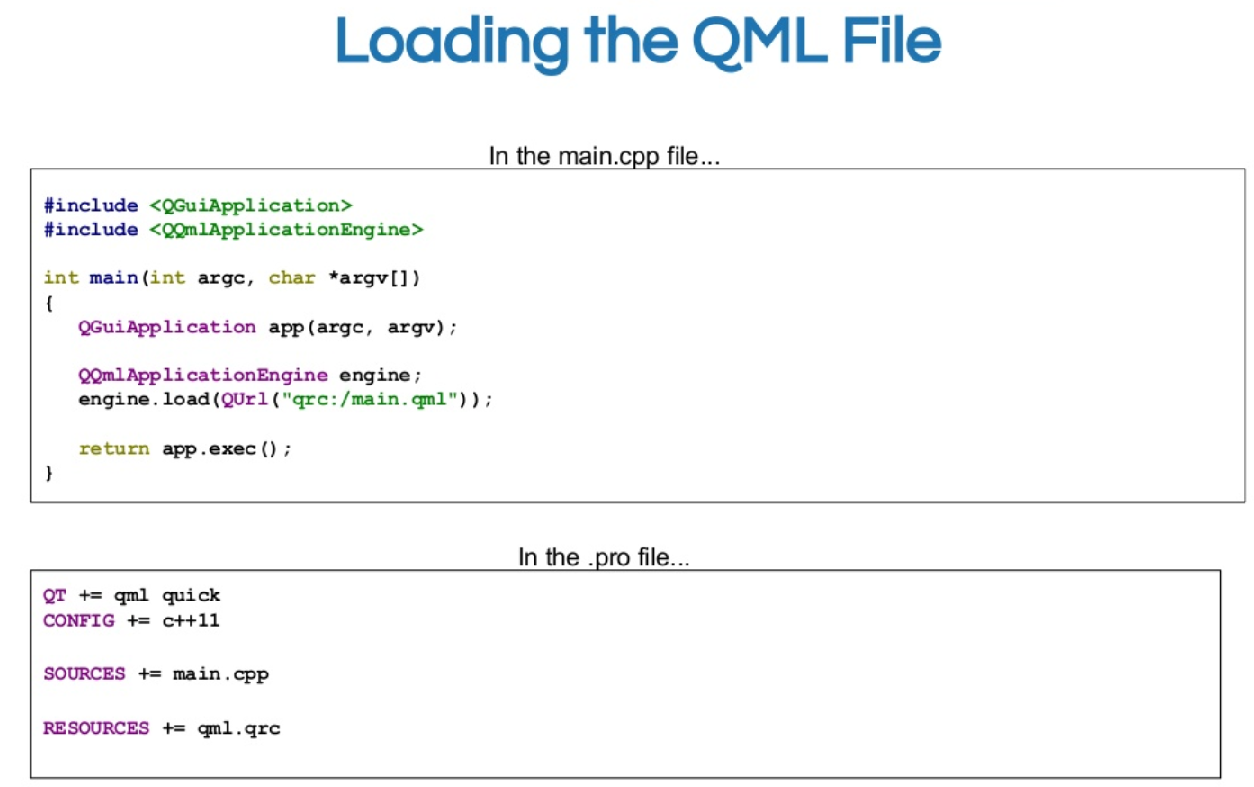 Loading the QML File
In the main.cpp file...
#include <QGuiApplication>
#include <QQmlApplicationEngine>
int main(int argc, char *argv[])
{
QGuiApplication app(argc, argv);
QQmlApplicationEngine engine;
engine.load(QUrl("qrc:/main.qml"));
return app.exec();
}
In the .pro file...
QT += qml quick
CONFIG += c++11
SOURCES += main.cpp
RESOURCES += qml.qrc